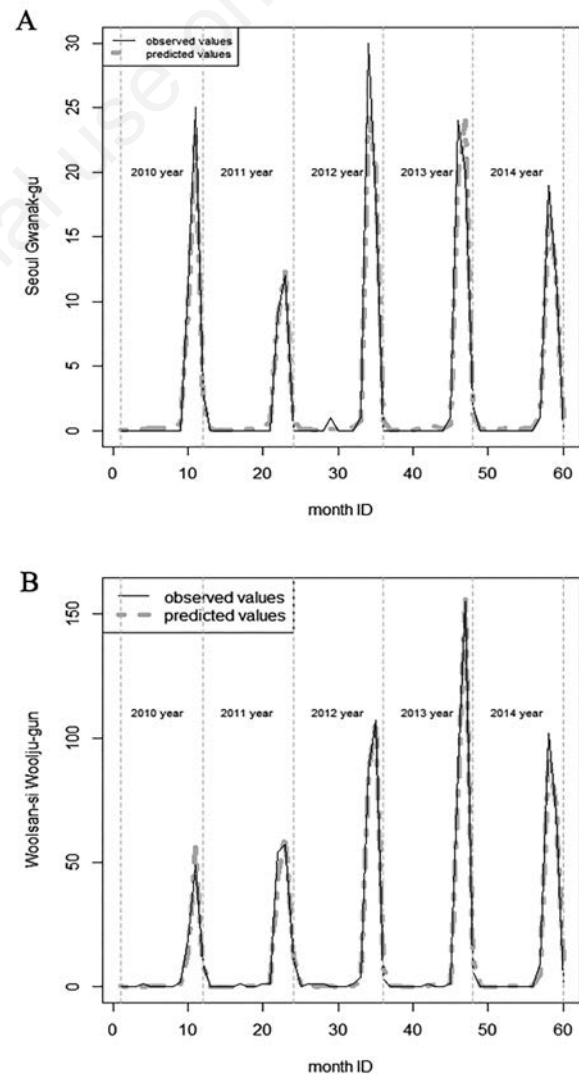 A
observed values
predicted values
30
25
20
15
10
5
0
Seoul Gwanak-gu
2010 year 2011 year 2012 year 2013 year 2014 year
0 10 20 30 40 50 60
month ID
B
observed values
predicted values
150
100
50
0
Woolsan-si Woolju-gun
2010 year 2011 year 2012 year 2013 year 2014 year
0 10 20 30 40 50 60
month ID
use on